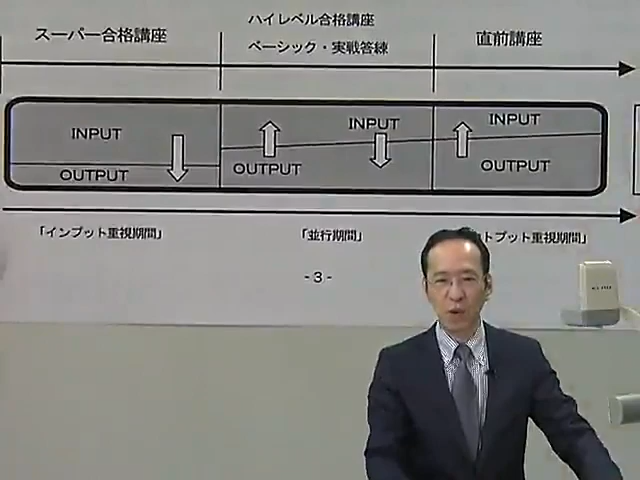 スーパー合格講座
ハイレベル合格講座
ベーシック・実戦答練
直前講座
INPUT
OUTPUT
INPUT
OUTPUT
INPUT
OUTPUT
「インプット重視期間」
「並行期間」
トプット重視期間」
-3-